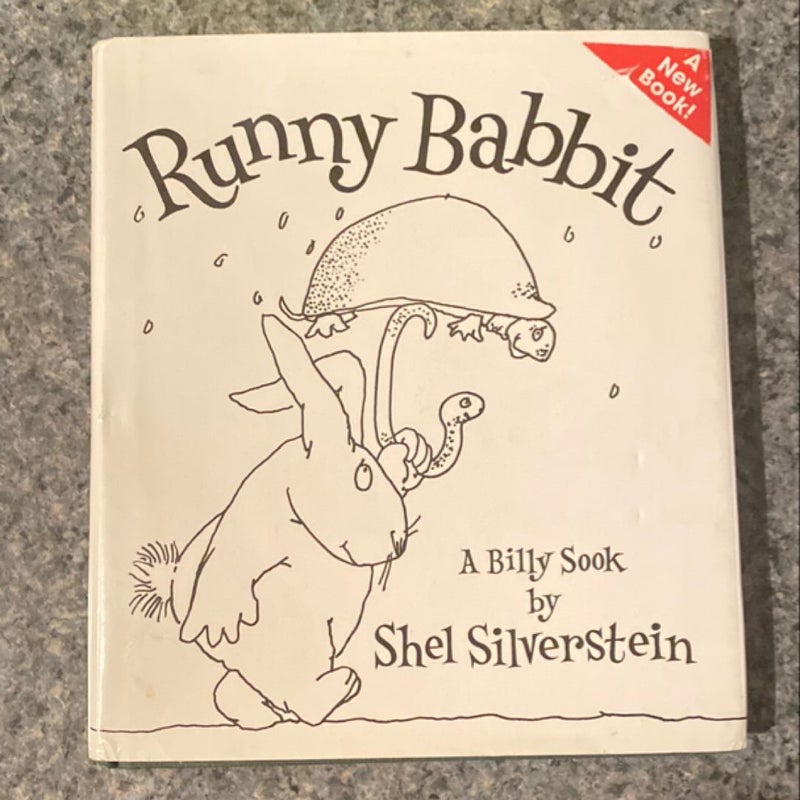 Runny Babbit
A
New
Book!
A Billy Sook
by
Shel Silverstein